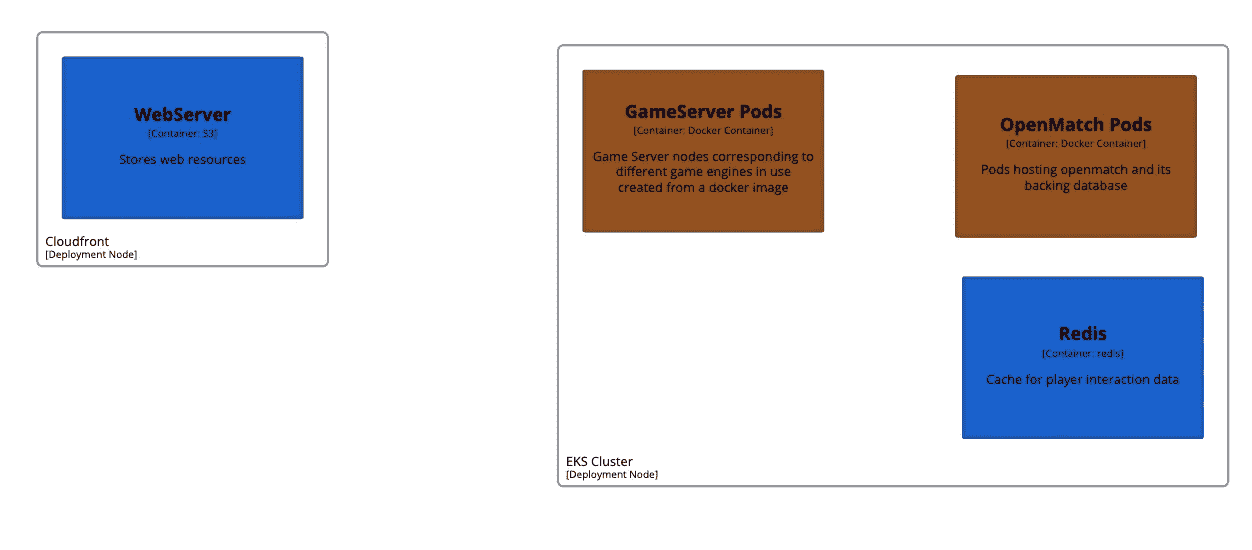 WebServer
[Container: S3]
Stores web resources
Cloudfront
[Deployment Node]
GameServer Pods
[Container: Docker Container]
Game Server nodes corresponding to
different game engines in use
created from a docker image
OpenMatch Pods
[Container: Docker Container]
Pods hosting openmatch and its
backing database
Redis
[Container: redis]
Cache for player interaction data
EKS Cluster
[Deployment Node]